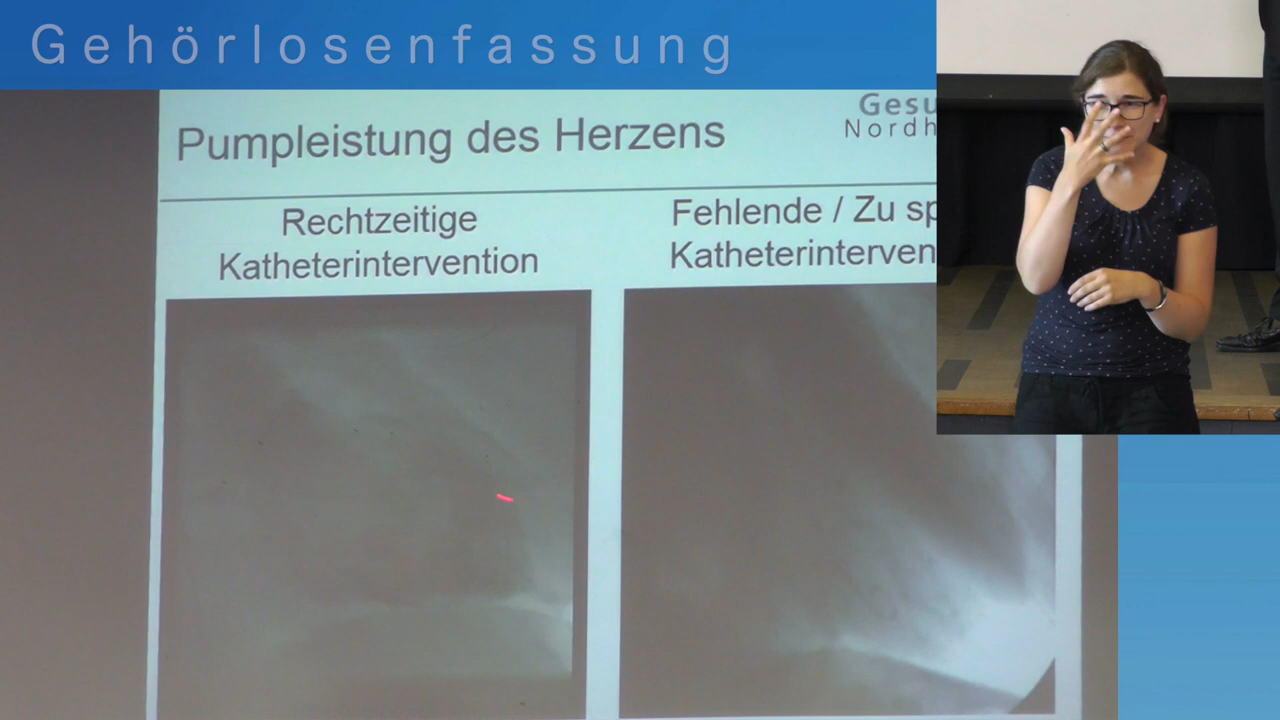 Gehörlosenfassung
Gesu
Nordh
Pumpleistung des Herzens
Rechtzeitige
Katheterintervention
Fehlende / Zu sp
Katheterinterven